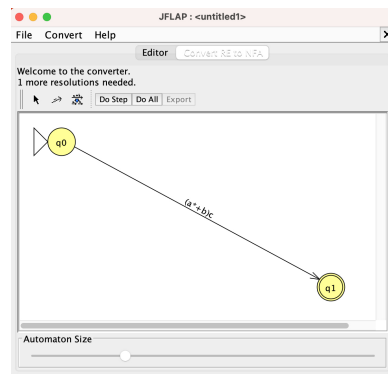 JFLAP : <untitled1>
File Convert Help
Editor Convert RE to NFA
Welcome to the converter.
1 more resolutions needed.
Do Step Do All Export
q0
(a*+b)c
q1
Automaton Size